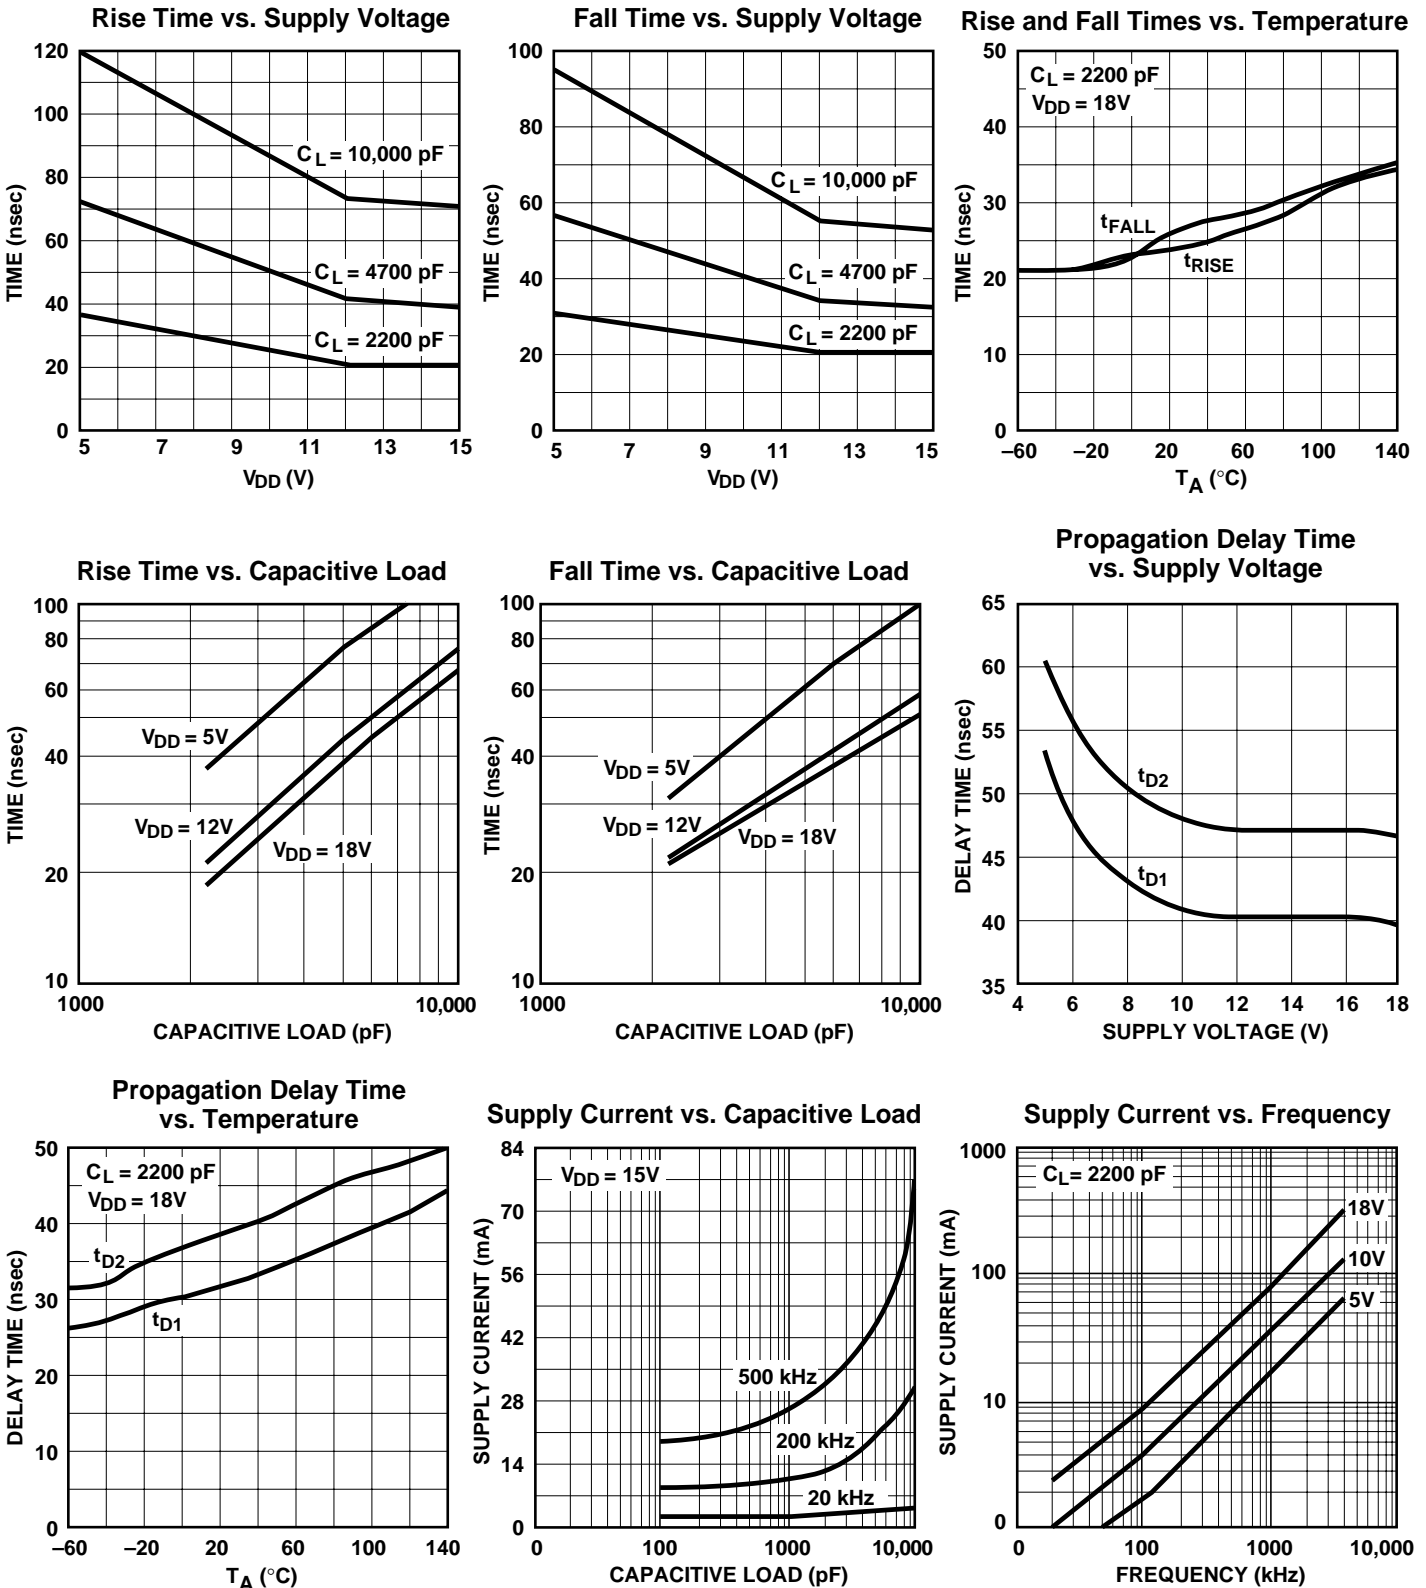 Rise Time vs. Supply Voltage
120
100
80
60
40
20
0
TIME (nsec)
CL = 10,000 pF
CL = 4700 pF
CL = 2200 pF
5 7 9 11 13 15
VDD (V)
Fall Time vs. Supply Voltage
100
80
60
40
20
0
TIME (nsec)
CL = 10,000 pF
CL = 4700 pF
CL = 2200 pF
5 7 9 11 13 15
VDD (V)
Rise and Fall Times vs. Temperature
50
40
30
20
10
0
TIME (nsec)
CL = 2200 pF
VDD = 18V
tFALL
tRISE
–60 –20 20 60 100 140
TA (°C)
Rise Time vs. Capacitive Load
100
80
60
40
20
10
TIME (nsec)
VDD = 5V
VDD = 12V
VDD = 18V
1000 10,000
CAPACITIVE LOAD (pF)
Fall Time vs. Capacitive Load
100
80
60
40
20
10
TIME (nsec)
VDD = 5V
VDD = 12V
VDD = 18V
1000 10,000
CAPACITIVE LOAD (pF)
Propagation Delay Time
vs. Supply Voltage
65
60
55
50
45
40
35
DELAY TIME (nsec)
tD2
tD1
4 6 8 10 12 14 16 18
SUPPLY VOLTAGE (V)
Propagation Delay Time
vs. Temperature
50
40
30
20
10
0
DELAY TIME (nsec)
CL = 2200 pF
VDD = 18V
tD2
tD1
–60 –20 20 60 100 140
TA (°C)
Supply Current vs. Capacitive Load
84
70
56
42
28
14
0
SUPPLY CURRENT (mA)
VDD = 15V
500 kHz
200 kHz
20 kHz
0 100 1000 10,000
CAPACITIVE LOAD (pF)
Supply Current vs. Frequency
1000
100
10
0
SUPPLY CURRENT (mA)
CL= 2200 pF
18V
10V
5V
0 100 1000 10,000
FREQUENCY (kHz)